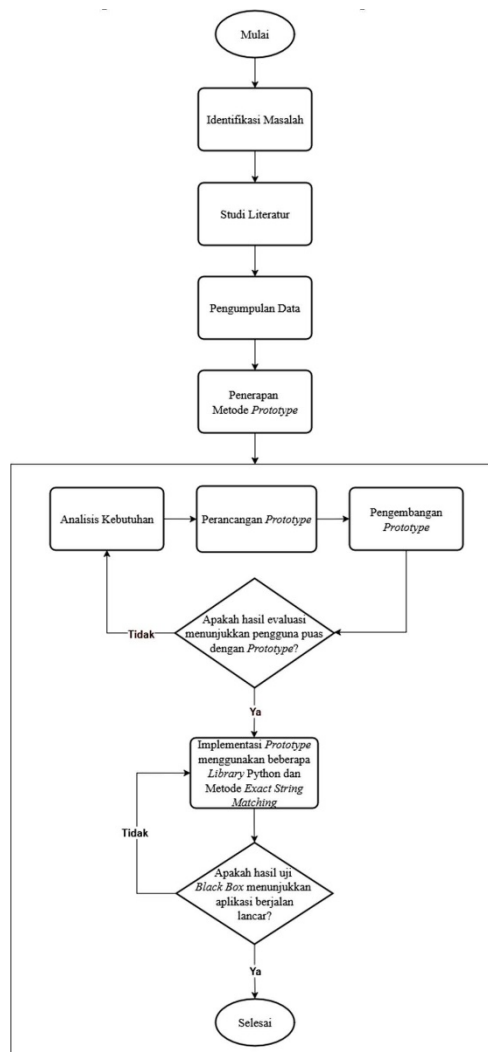 Mulai
Identifikasi Masalah
Studi Literatur
Pengumpulan Data
Penerapan
Metode Prototype
Analisis Kebutuhan
Perancangan Prototype
Pengembangan
Prototype
Apakah hasil evaluasi
menunjukkan pengguna puas
dengan Prototype?
Tidak
Ya
Implementasi Prototype
menggunakan beberapa
Library Python dan
Metode Exact String
Matching
Tidak
Apakah hasil uji
Black Box menunjukkan
aplikasi berjalan
lancar?
Ya
Selesai